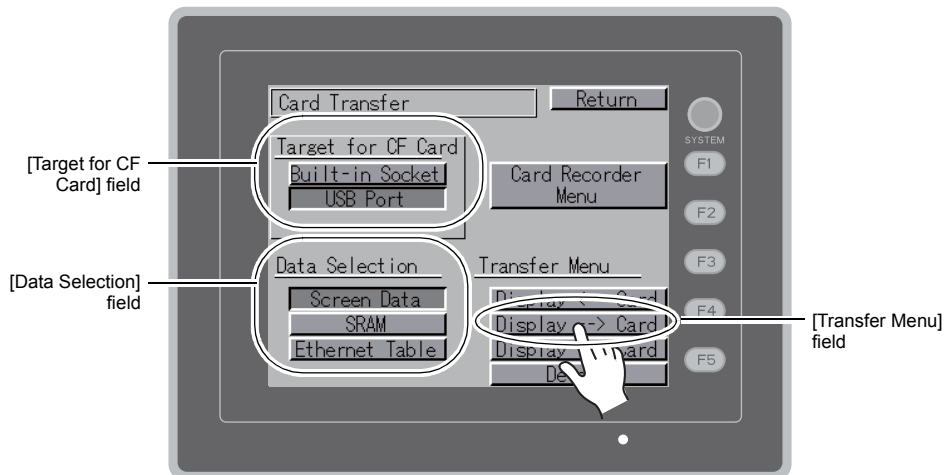 Card Transfer
Return
SYSTEM
[Target for CF
Card] field
Target for CF Card
Built-in Socket
USB Port
Card Recorder
Menu
F1
F2
[Data Selection]
field
Data Selection
Screen Data
SRAM
Ethernet Table
Transfer Menu
Display Card
Display -> Card
Display Card
F3
F4
F5
[Transfer Menu]
field